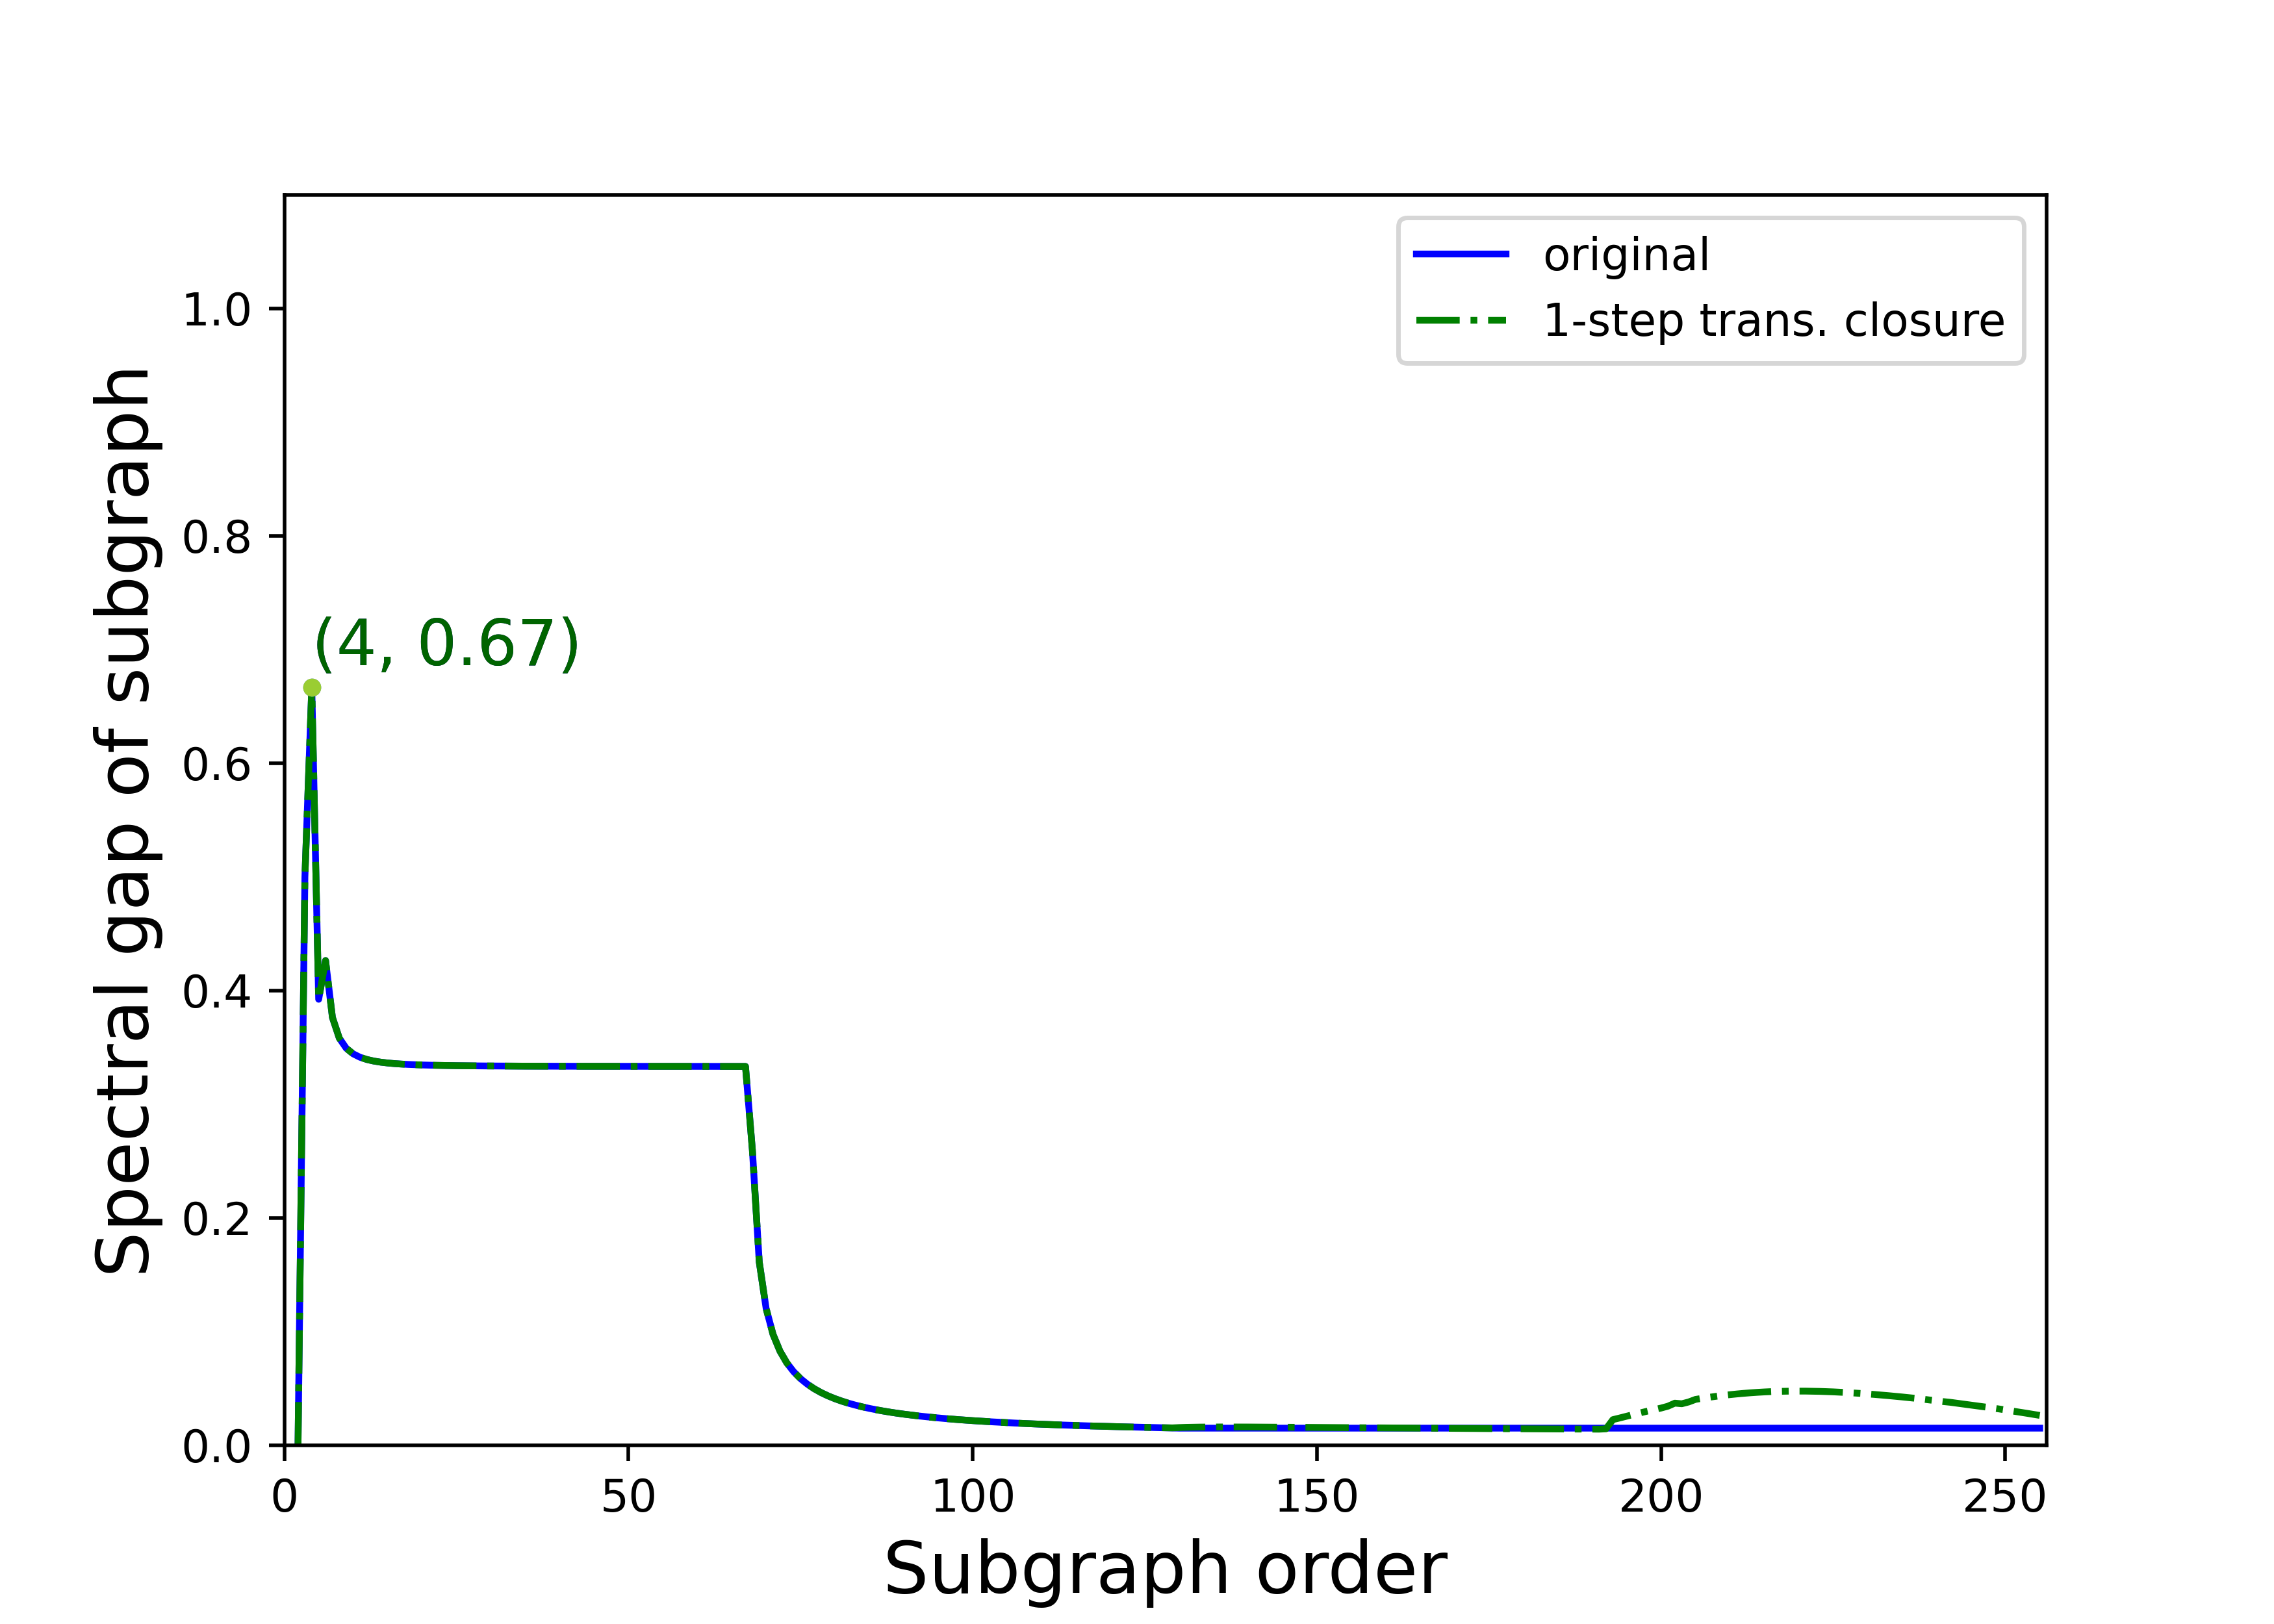 original
1-step trans. closure
Spectral gap of subgraph
1.0
0.8
(4, 0.67)
0.6
0.4
0.2
0.0
0 50 100 150 200 250
Subgraph order